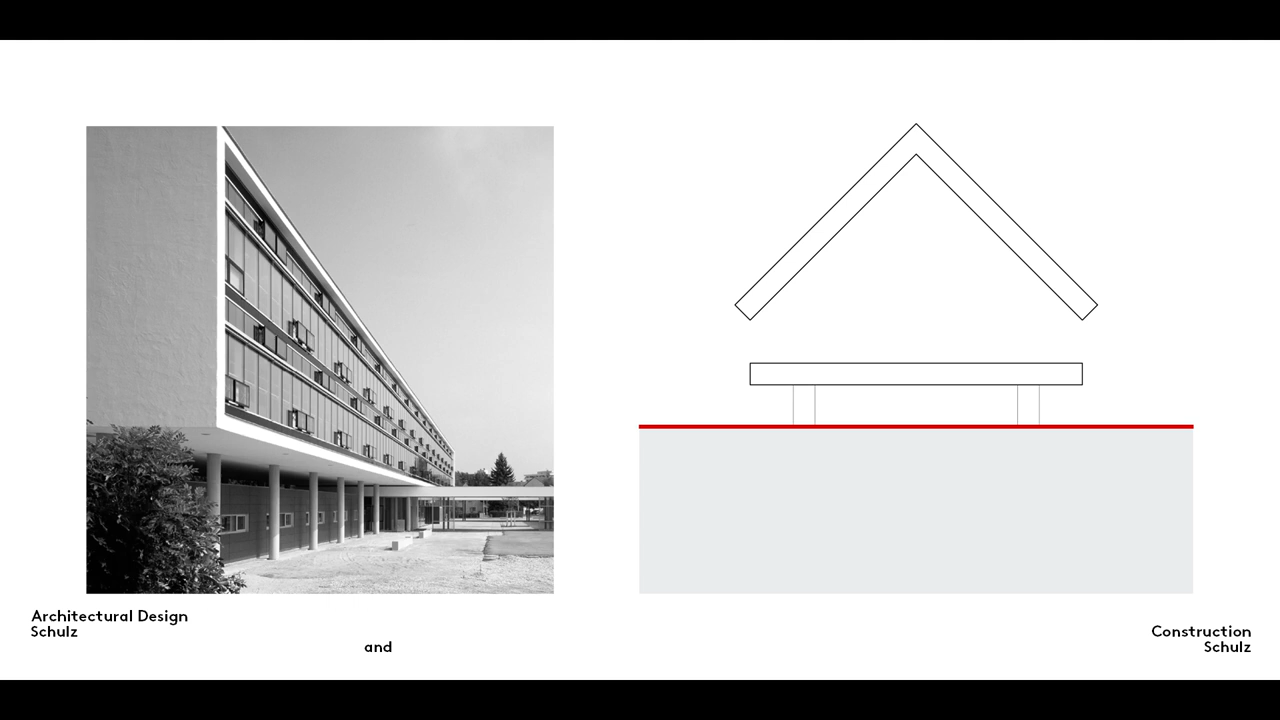 Architectural Design
Schulz
and
Construction
Schulz